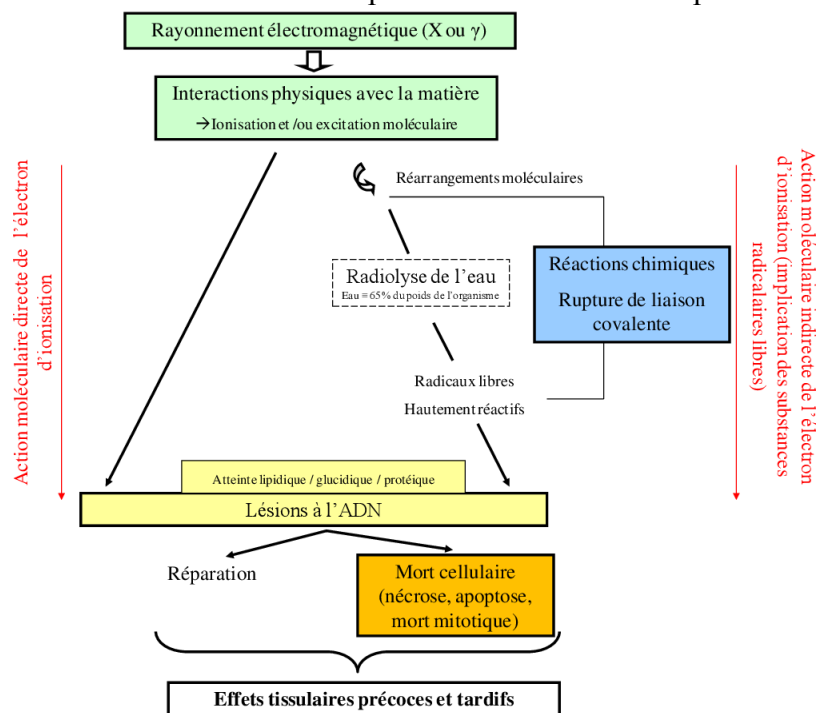 Rayonnement électromagnétique (X ou γ)
Interactions physiques avec la matière
→Ionisation et /ou excitation moléculaire
Action moléculaire directe de l'électron
d'ionisation
Réarrangements moléculaires
Radiolyse de l'eau
Eau ≡ 65% du poids de l'organisme
Réactions chimiques
Rupture de liaison
covalente
Action moléculaire indirecte de l'électron
d'ionisation (implication des substances
radicalaires libres)
Radicaux libres
Hautement réactifs
Atteinte lipidique / glucidique / protéique
Lésions à l'ADN
Réparation
Mort cellulaire
(nécrose, apoptose,
mort mitotique)
Effets tissulaires précoces et tardifs